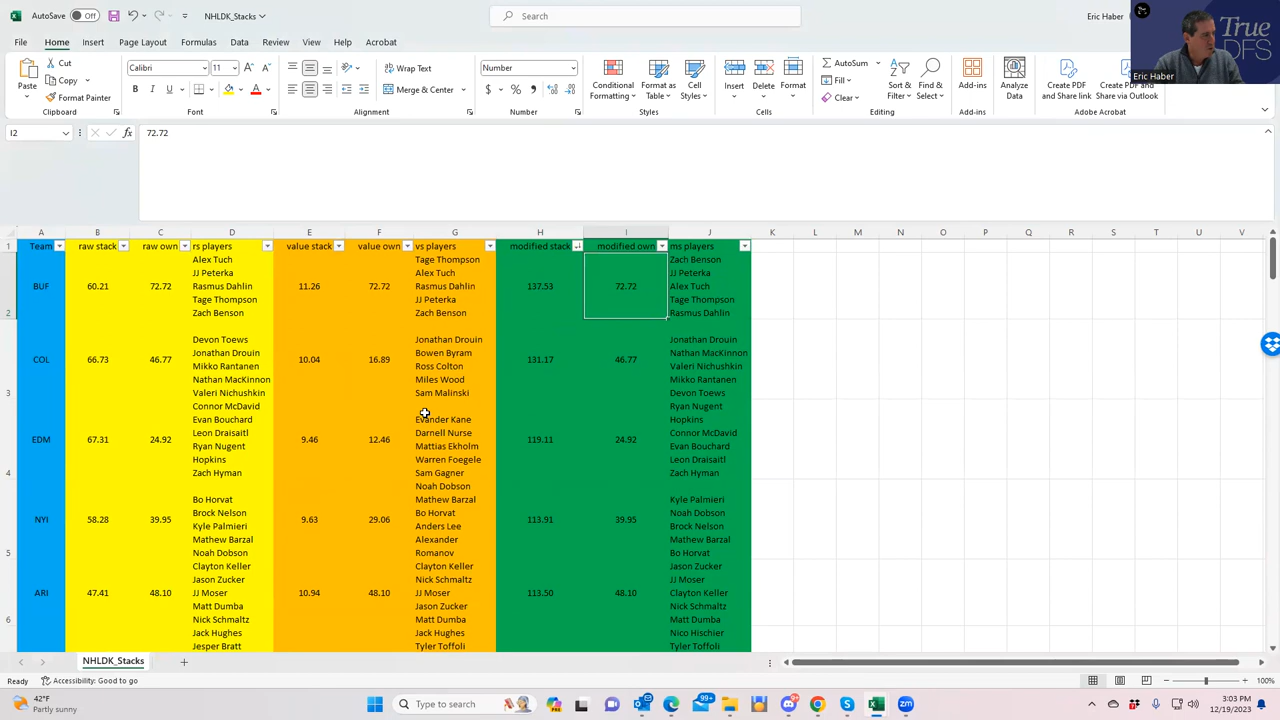 AutoSave Off NHLDK_Stacks Search Eric Haber
True
DFS
Eric Haber
File Home Insert Page Layout Formulas Data Review View Help Acrobat
Cut
Copy
Format Painter
Paste
Calibri 11
B I U
Wrap Text
Merge & Center
Number
$ %
Conditional Formatting
Format as Table
Cell Styles
Insert
Delete
Format
AutoSum
Fill
Clear
Sort & Filter
Find & Select
Add-ins
Analyze Data
Create PDF and Share link
Create PDF and Share via Outlook
Clipboard Font Alignment Number Styles Cells Editing Add-ins Adobe Acrobat
I2 fx 72.72
A B C D E F G H I J K L M N O P Q R S T U V
1 Team raw stack raw own rs players value stack value own vs players modified stack modified own ms players
Alex Tuch Tage Thompson Zach Benson
JJ Peterka Alex Tuch JJ Peterka
BUF 60.21 72.72 Rasmus Dahlin 11.26 72.72 Rasmus Dahlin 137.53 72.72 Alex Tuch
Tage Thompson JJ Peterka Tage Thompson
2 Zach Benson Zach Benson Rasmus Dahlin
Devon Toews Jonathan Drouin Jonathan Drouin
Jonathan Drouin Bowen Byram Nathan MacKinnon
COL 66.73 46.77 Mikko Rantanen 10.04 16.89 Ross Colton 131.17 46.77 Valeri Nichushkin
Nathan MacKinnon Miles Wood Mikko Rantanen
3 Valeri Nichushkin Sam Malinski Devon Toews
Connor McDavid Ryan Nugent
Evan Bouchard Evander Kane Hopkins
Leon Draisaitl Darnell Nurse Connor McDavid
EDM 67.31 24.92 Ryan Nugent 9.46 12.46 Mattias Ekholm 119.11 24.92 Evan Bouchard
Hopkins Warren Foegele Leon Draisaitl
4 Zach Hyman Sam Gagner Zach Hyman
Noah Dobson
Bo Horvat Mathew Barzal Kyle Palmieri
Brock Nelson Bo Horvat Noah Dobson
NYI 58.28 39.95 Kyle Palmieri 9.63 29.06 Anders Lee 113.91 39.95 Brock Nelson
Mathew Barzal Alexander Mathew Barzal
5 Noah Dobson Romanov Bo Horvat
Clayton Keller Clayton Keller Jason Zucker
Jason Zucker Nick Schmaltz JJ Moser
ARI 47.41 48.10 JJ Moser 10.94 48.10 JJ Moser 113.50 48.10 Clayton Keller
Matt Dumba Jason Zucker Nick Schmaltz
6 Nick Schmaltz Matt Dumba Matt Dumba
Jack Hughes Jack Hughes Nico Hischier
Jesper Bratt Tyler Toffoli Tyler Toffoli
NHLDK_Stacks
Ready Accessibility: Good to go 100%
42°F
Partly sunny
Type to search
99+
3:03 PM
12/19/2023